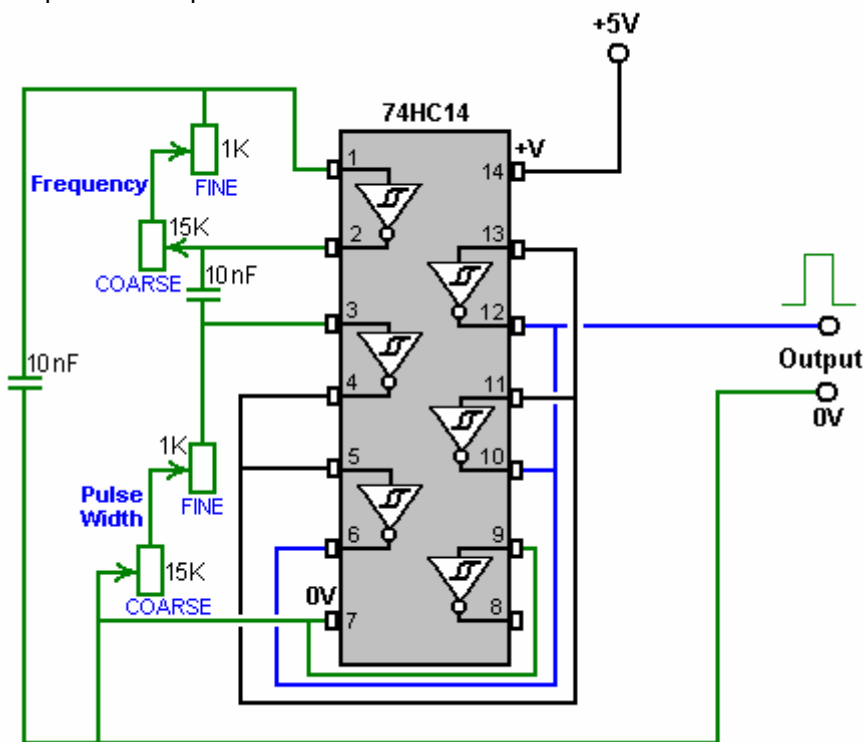 +5V
74HC14
+V
1
14
1K
Frequency
FINE
15K
2
13
COARSE
10nF
3
12
10nF
Output
4
11
0V
1K
5
10
Pulse
Width
FINE
6
9
15K
0V
COARSE
7
8